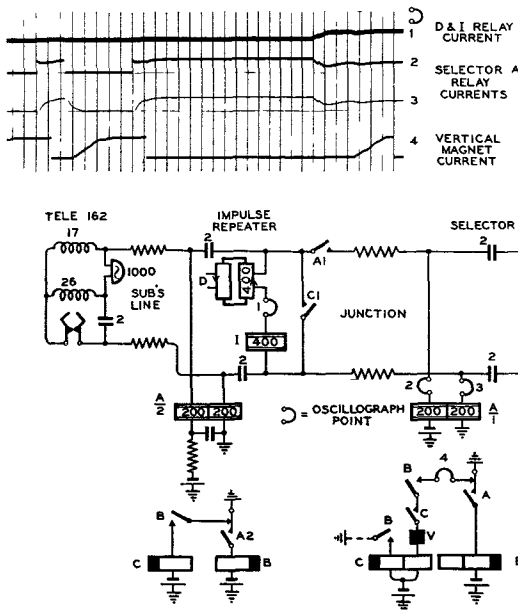 1 D & I RELAY
CURRENT
2
SELECTOR A
RELAY
CURRENTS
3
4 VERTICAL
MAGNET
CURRENT
TELE 162
17
IMPULSE
REPEATER
2
SELECTOR
2
A1
1000
400
26
D
SUB'S
LINE
1
C1
2
I
400
JUNCTION
2
2
2
3
A
2
200 200
= OSCILLOGRAPH
POINT
200 200
A
1
4
B
A
B
C
B
A2
B
V
C
B
C